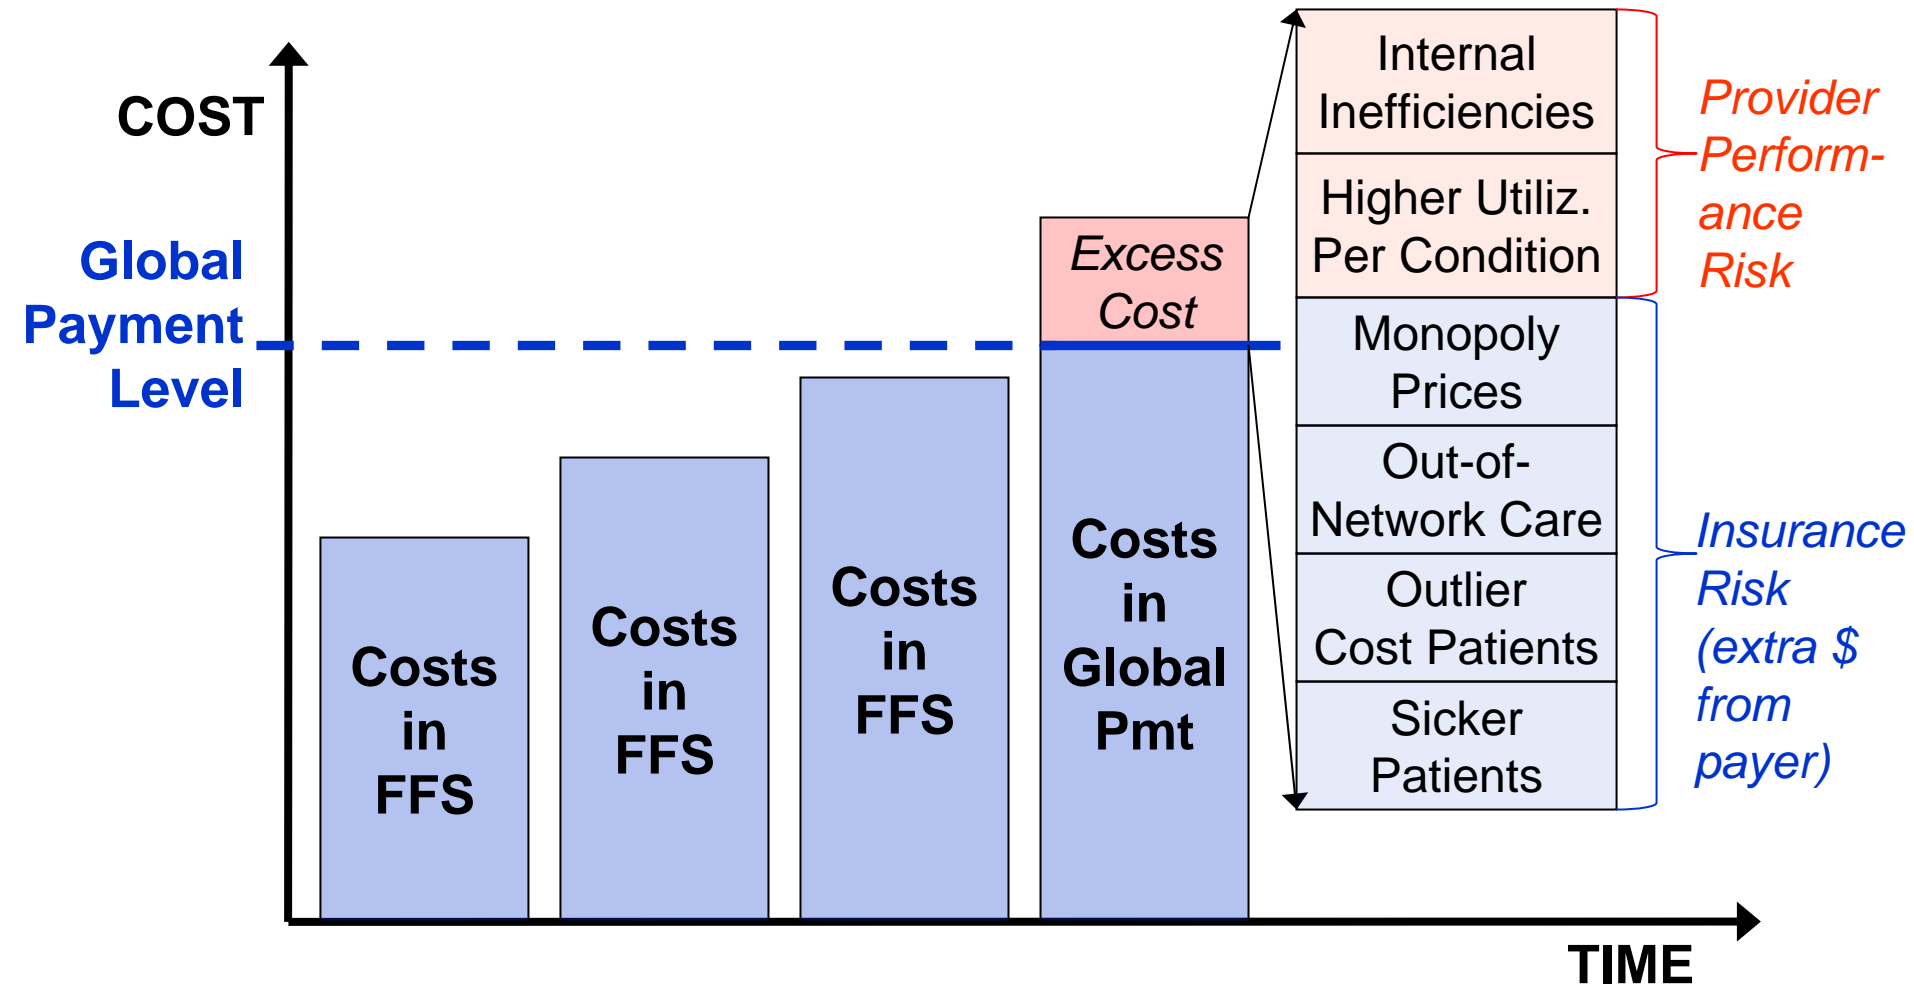 COST
Global
Payment
Level
Costs
in
FFS
Costs
in
FFS
Costs
in
FFS
Excess
Cost
Costs
in
Global
Pmt
Internal
Inefficiencies
Higher Utiliz.
Per Condition
Monopoly
Prices
Out-of-
Network Care
Outlier
Cost Patients
Sicker
Patients
Provider
Perform-
ance
Risk
Insurance
Risk
(extra $
from
payer)
TIME